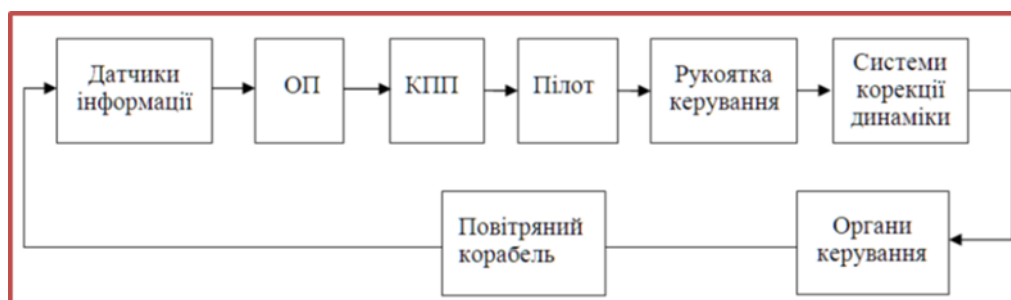 Датчики
інформації
ОП
КПП
Пілот
Рукоятка
керування
Системи
корекції
динаміки
Повітряний
корабель
Органи
керування